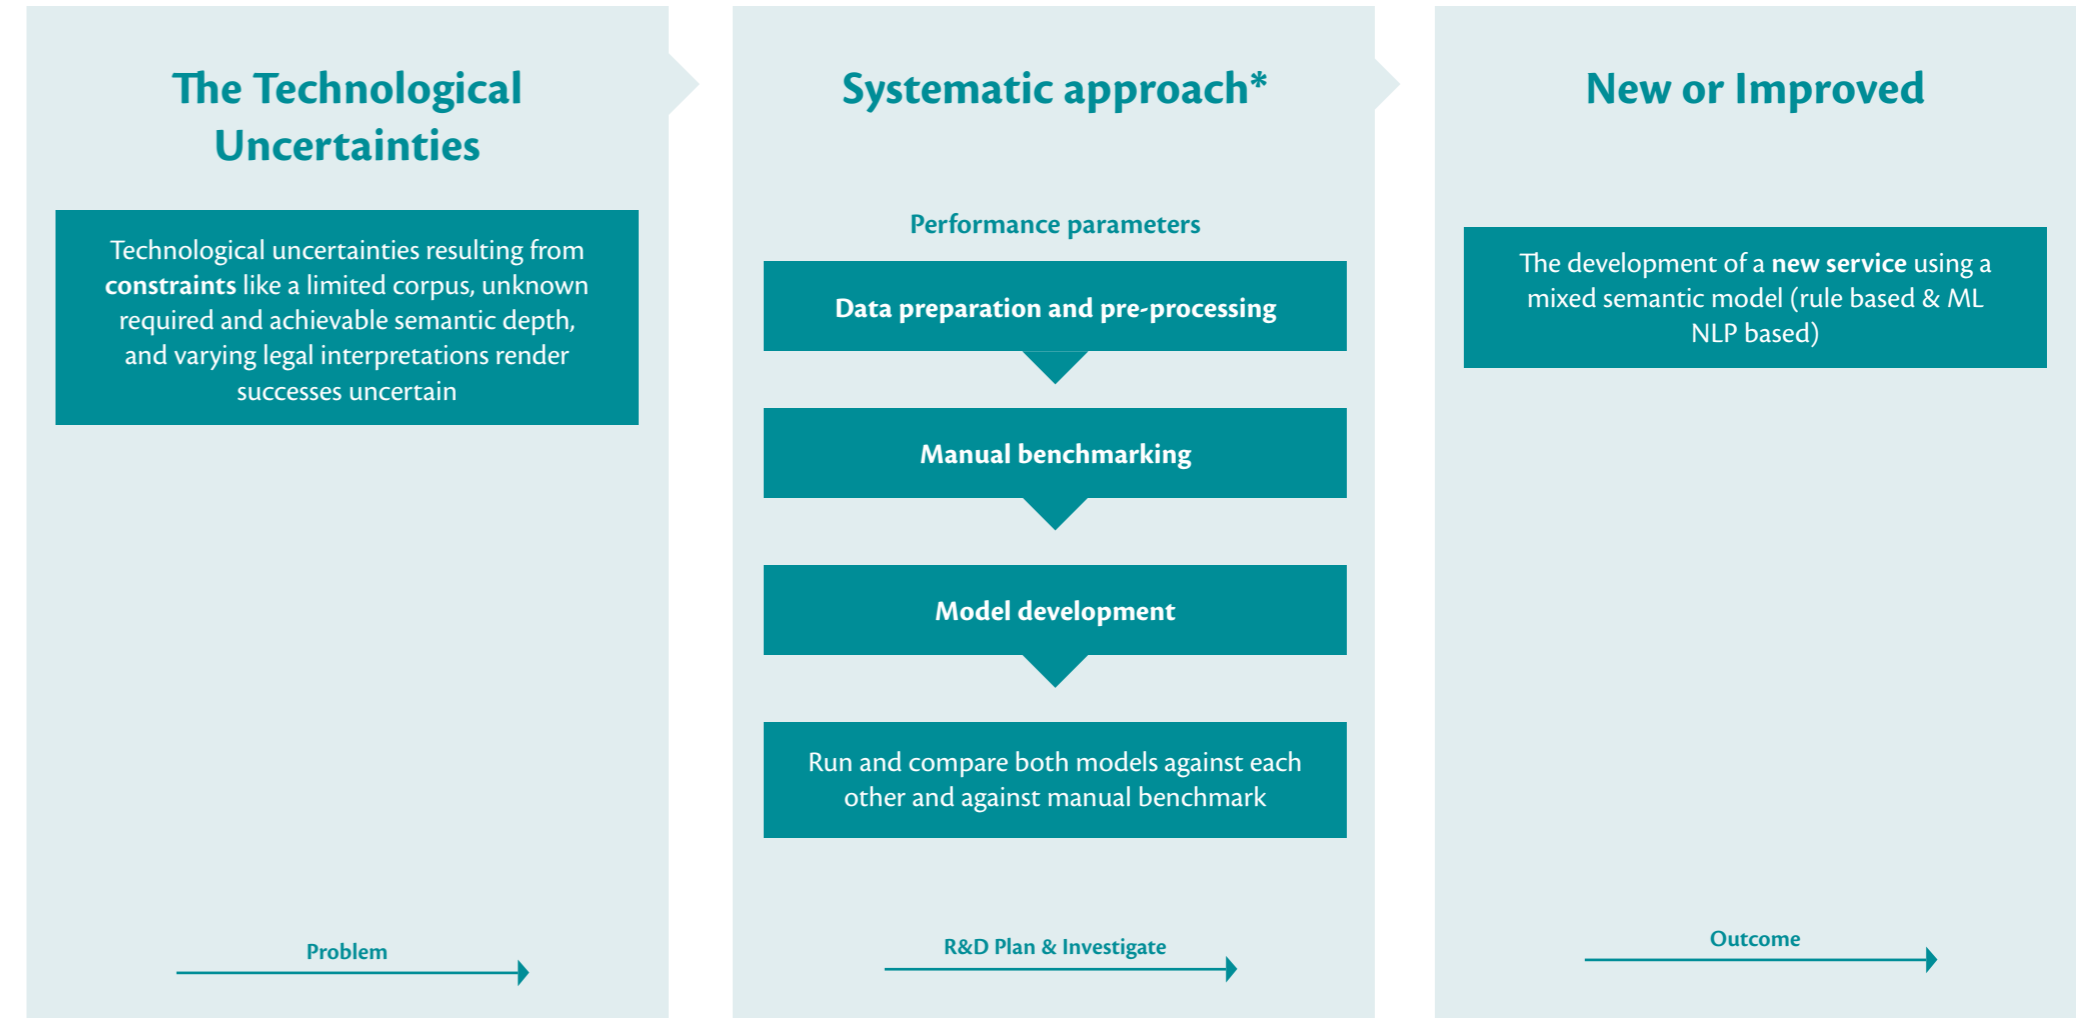 The Technological
Uncertainties
Technological uncertainties resulting from
constraints like a limited corpus, unknown
required and achievable semantic depth,
and varying legal interpretations render
successes uncertain
Problem
Systematic approach*
Performance parameters
Data preparation and pre-processing
Manual benchmarking
Model development
Run and compare both models against each
other and against manual benchmark
R&D Plan & Investigate
New or Improved
The development of a new service using a
mixed semantic model (rule based & ML
NLP based)
Outcome